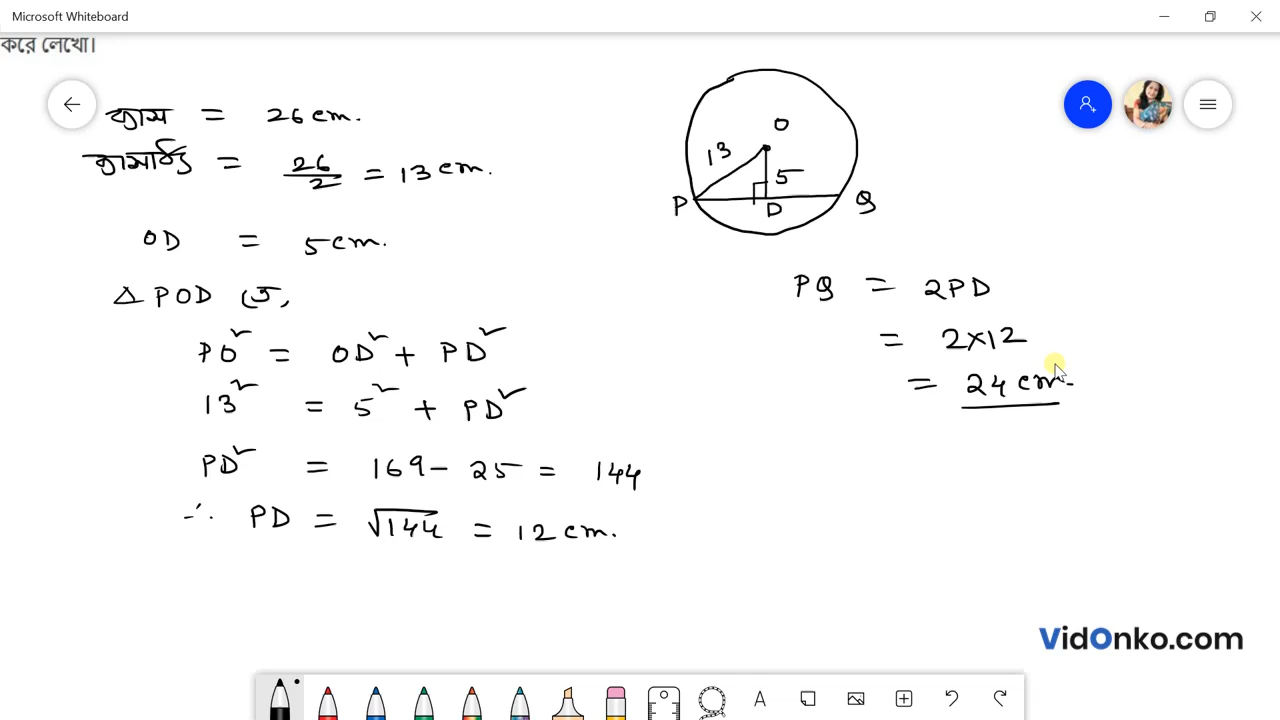 Microsoft Whiteboard
করে লেখো।
ব্যাস = 26 cm.
ব্যাসার্ধ = 26/2 = 13 cm.
OD = 5 cm.
△ POD তে,
PO² = OD² + PD²
13² = 5² + PD²
PD² = 169 - 25 = 144
∴ PD = √144 = 12 cm.
O
13
5
P D Q
PQ = 2PD
= 2×12
= 24 cm.
VidOnko.com
A